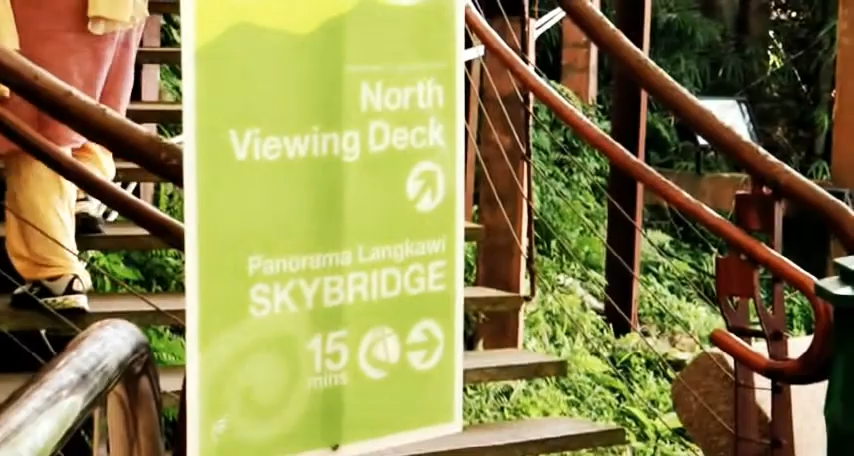 North
Viewing Deck
Panorama Langkawi
SKYBRIDGE
15
mins